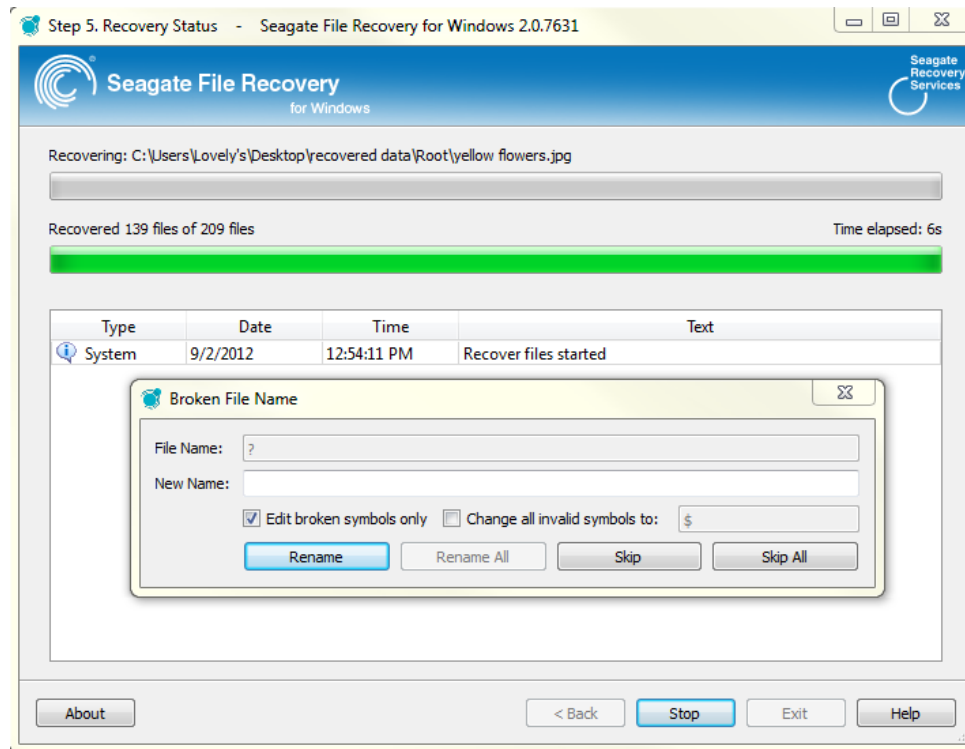 Step 5. Recovery Status - Seagate File Recovery for Windows 2.0.7631
Seagate File Recovery
for Windows
Seagate
Recovery
Services
Recovering: C:\Users\Lovely's\Desktop\recovered data\Root\yellow flowers.jpg
Recovered 139 files of 209 files Time elapsed: 6s
Type Date Time Text
System 9/2/2012 12:54:11 PM Recover files started
Broken File Name
File Name: ?
New Name:
Edit broken symbols only Change all invalid symbols to: $
Rename Rename All Skip Skip All
About < Back Stop Exit Help